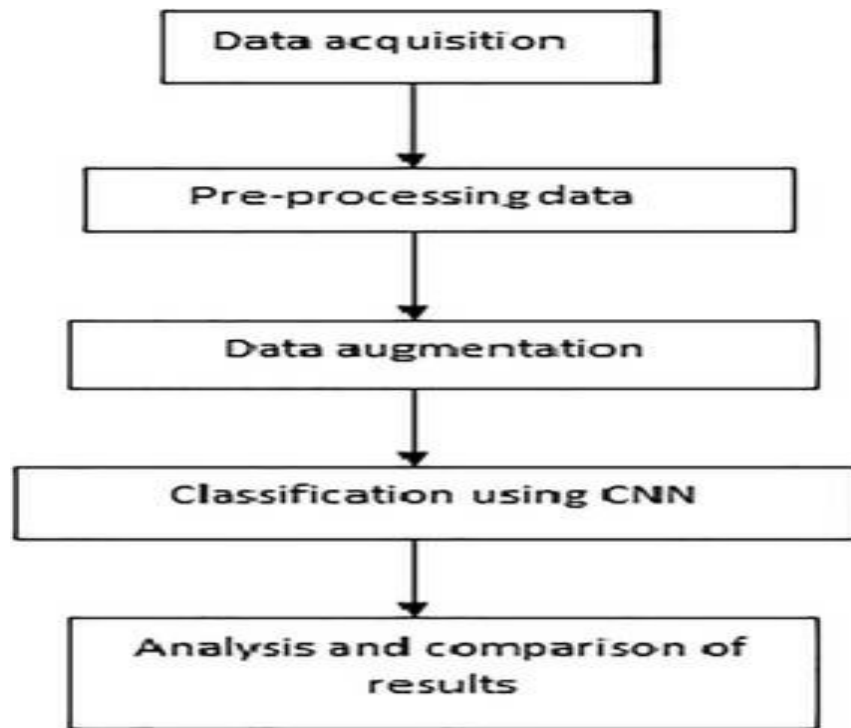 Data acquisition
Pre-processing data
Data augmentation
Classification using CNN
Analysis and comparison of
results